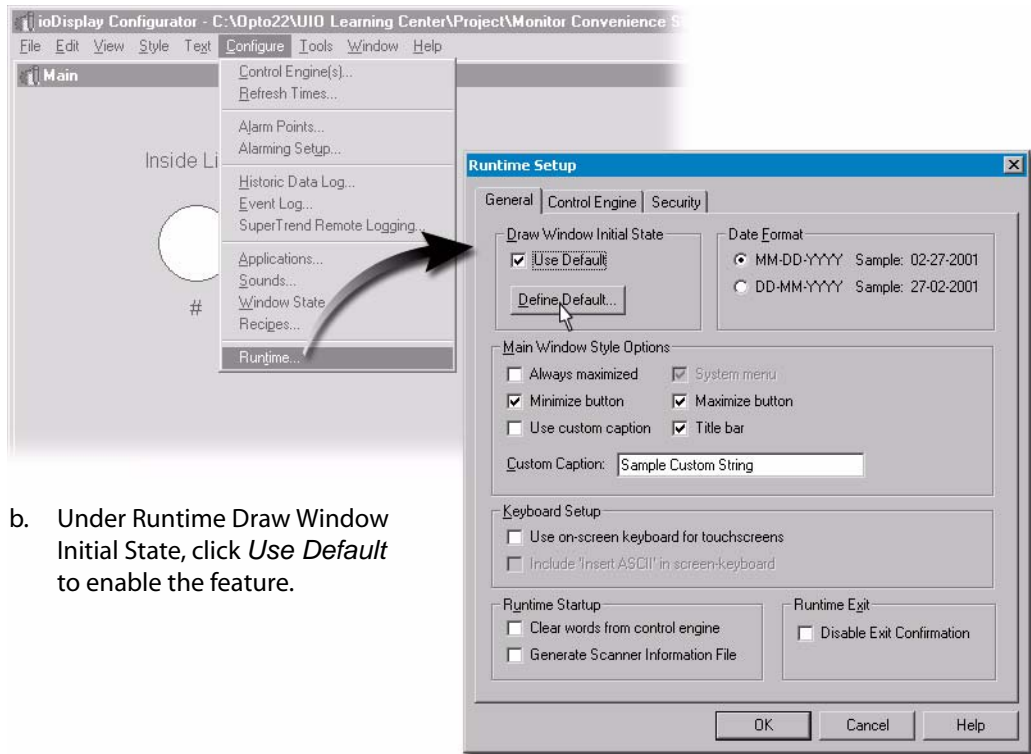 ioDisplay Configurator - C:\Opto22\UIO Learning Center\Project\Monitor Convenience
File Edit View Style Text Configure Tools Window Help
Main
Control Engine(s)...
Refresh Times...
Alarm Points...
Alarming Setup...
Historic Data Log...
Event Log...
SuperTrend Remote Logging...
Applications...
Sounds...
Window State
Recipes...
Runtime...
Inside Li
#
Runtime Setup
General Control Engine Security
Draw Window Initial State
Use Default
Define Default...
Date Format
MM-DD-YYYY Sample: 02-27-2001
DD-MM-YYYY Sample: 27-02-2001
Main Window Style Options
Always maximized System menu
Minimize button Maximize button
Use custom caption Title bar
Custom Caption: Sample Custom String
Keyboard Setup
Use on-screen keyboard for touchscreens
Include 'Insert ASCII' in screen-keyboard
Runtime Startup
Clear words from control engine
Generate Scanner Information File
Runtime Exit
Disable Exit Confirmation
OK Cancel Help
b. Under Runtime Draw Window
Initial State, click Use Default
to enable the feature.